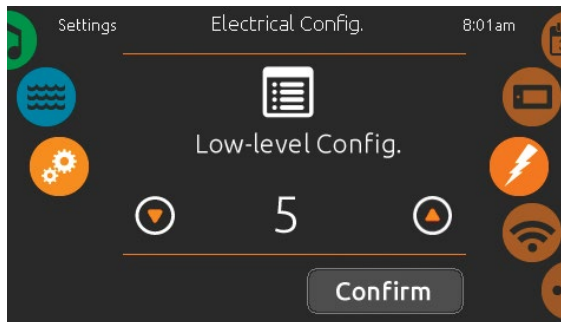 Settings
Electrical Config.
8:01am
Low-level Config.
5
Confirm